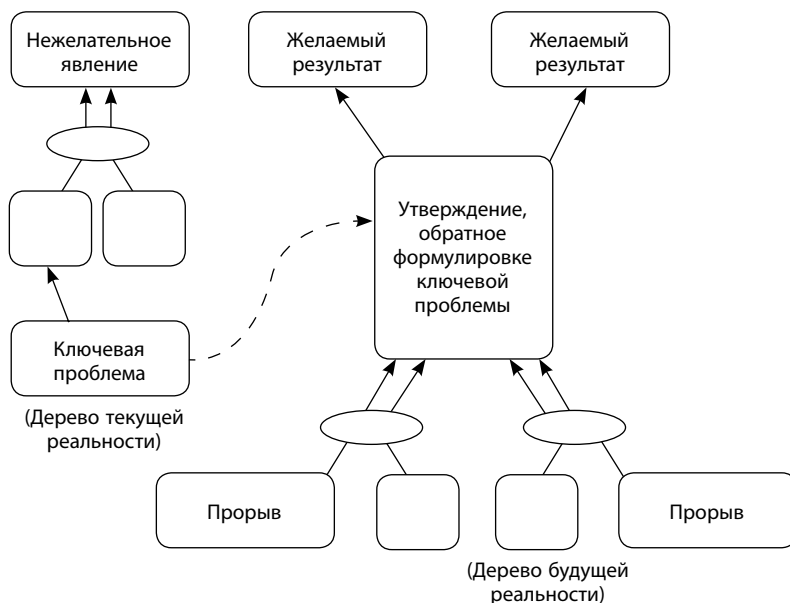 Нежелательное
явление
Желаемый
результат
Желаемый
результат
Утверждение,
обратное
формулировке
ключевой
проблемы
Ключевая
проблема
(Дерево текущей
реальности)
Прорыв
Прорыв
(Дерево будущей
реальности)